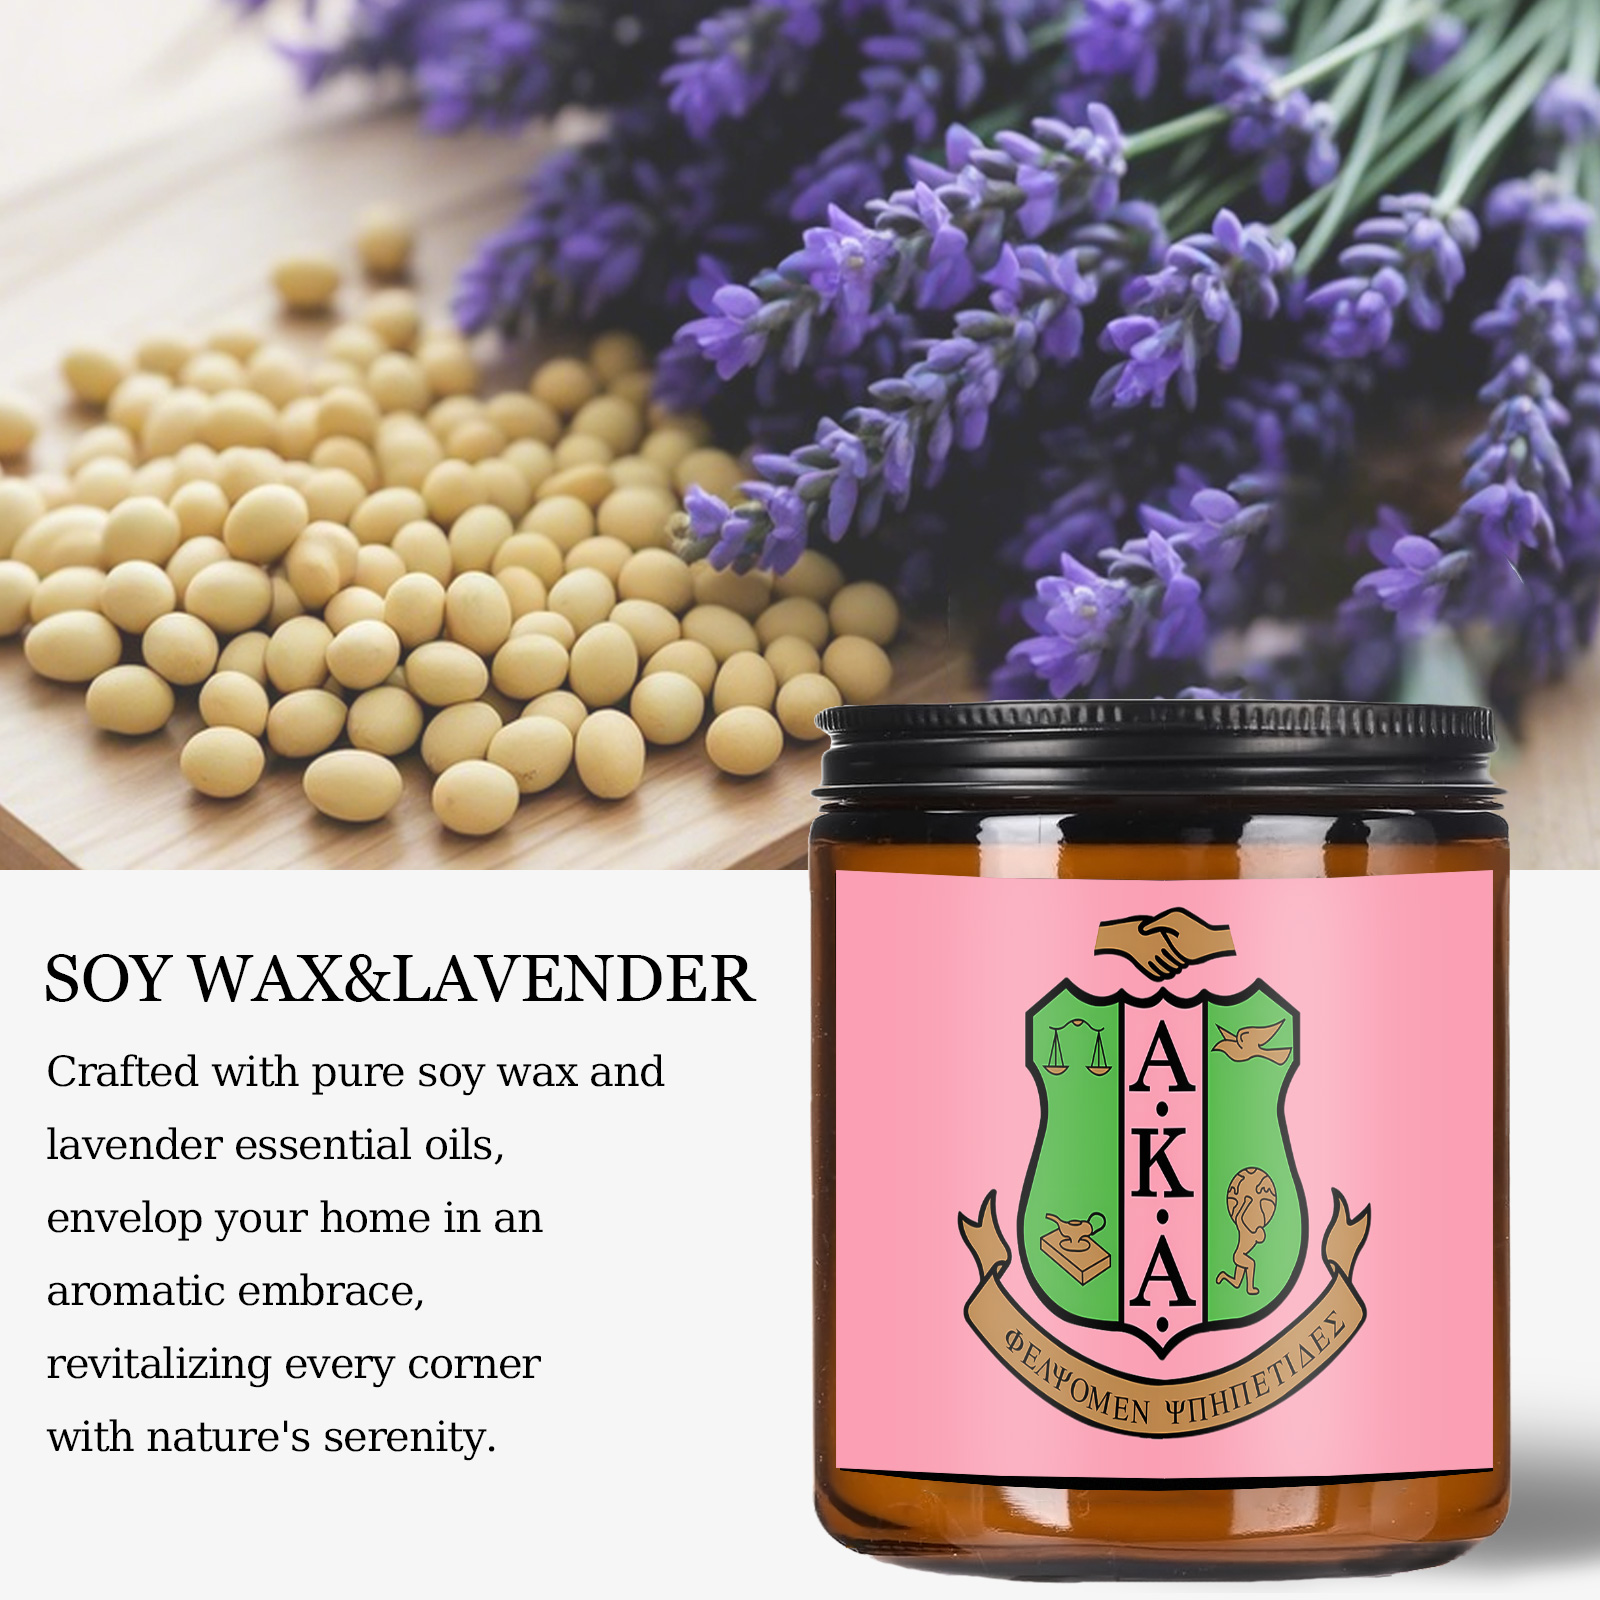 SOY WAX&LAVENDER
Crafted with pure soy wax and
lavender essential oils,
envelop your home in an
aromatic embrace,
revitalizing every corner
with nature's serenity.
Α
·
Κ
·
Α
·
ΦΕΛΨΟΜΕΝ ΨΠΗΠΕΤΙΔΕΣ